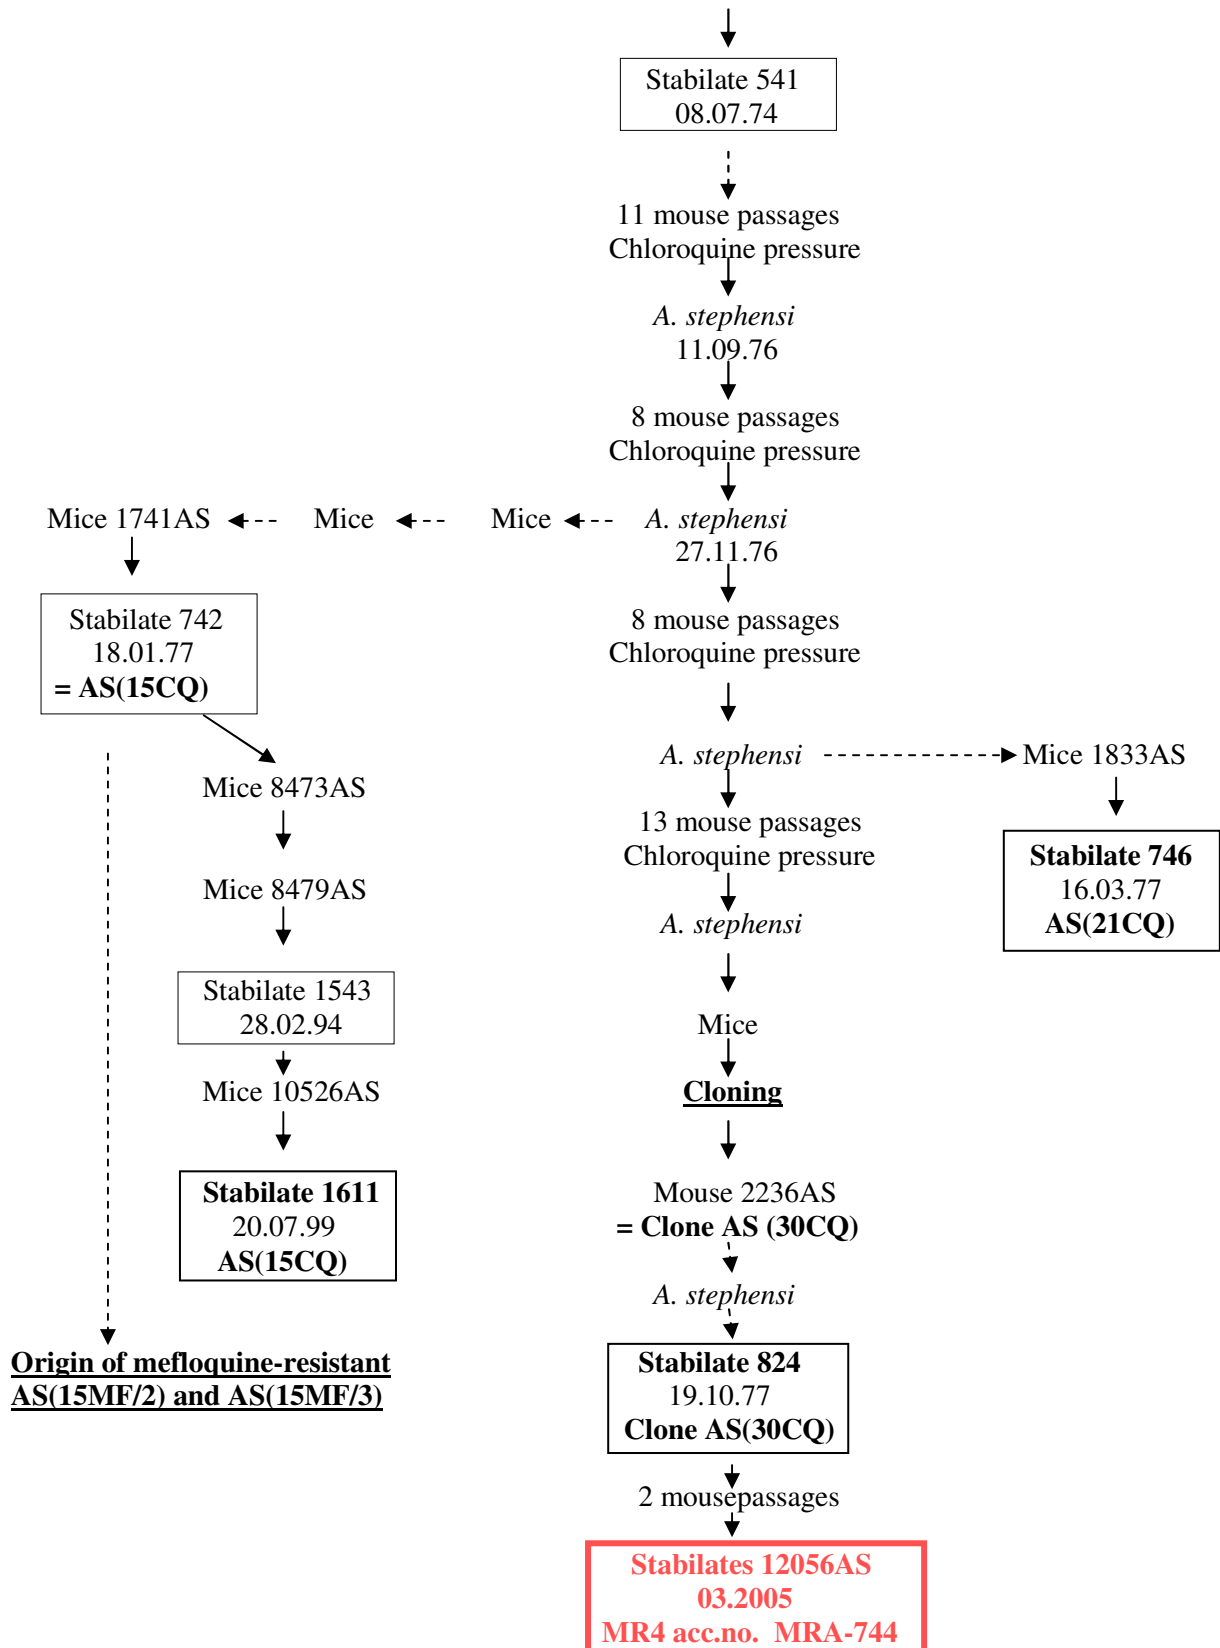 Stabilate 541
08.07.74
11 mouse passages
Chloroquine pressure
A. stephensi
11.09.76
8 mouse passages
Chloroquine pressure
Mice 1741AS
Mice
Mice
A. stephensi
27.11.76
Stabilate 742
18.01.77
= AS(15CQ)
8 mouse passages
Chloroquine pressure
A. stephensi
Mice 1833AS
Mice 8473AS
13 mouse passages
Chloroquine pressure
Stabilate 746
16.03.77
AS(21CQ)
Mice 8479AS
A. stephensi
Stabilate 1543
28.02.94
Mice
Mice 10526AS
Cloning
Stabilate 1611
20.07.99
AS(15CQ)
Mouse 2236AS
= Clone AS (30CQ)
A. stephensi
Origin of mefloquine-resistant
AS(15MF/2) and AS(15MF/3)
Stabilate 824
19.10.77
Clone AS(30CQ)
2 mousepassages
Stabilates 12056AS
03.2005
MR4 acc.no. MRA-744